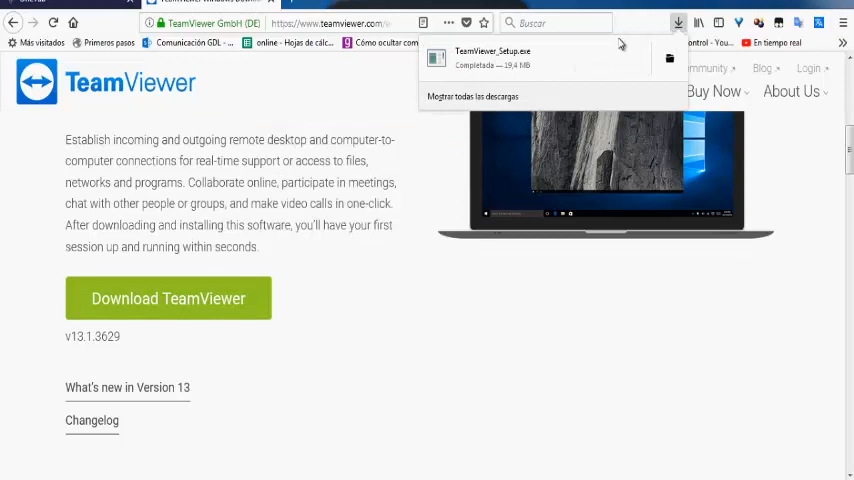 TeamViewer GmbH (DE)
https://www.teamviewer.com/
Buscar
Más visitados
Comunicación GDL -
online - Hojas de cálc
Cómo ocultar co
ontrol - You
En tiempo real
TeamViewer_Setup.exe
Completada — 19,4 MB
Mostrar todas las descargas
TeamViewer
mmunity
Blog
Login
Buy Now
About Us
Establish incoming and outgoing remote desktop and computer-to-
computer connections for real-time support or access to files,
networks and programs. Collaborate online, participate in meetings,
chat with other people or groups, and make video calls in one-click.
After downloading and installing this software, you'll have your first
session up and running within seconds.
Download TeamViewer
v13.1.3629
What's new in Version 13
Changelog